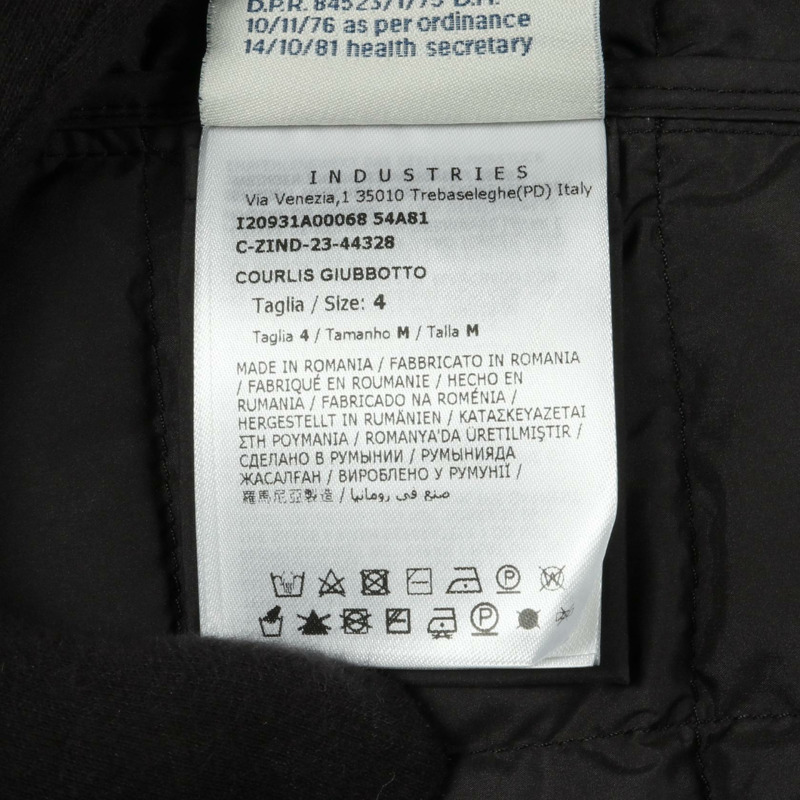 D.P.R. 84523/1/75 D.H.
10/11/76 as per ordinance
14/10/81 health secretary
INDUSTRIES
Via Venezia,1 35010 Trebaseleghe(PD) Italy
I20931A00068 54A81
C-ZIND-23-44328
COURLIS GIUBBOTTO
Taglia / Size: 4
Taglia 4 / Tamanho M / Talla M
MADE IN ROMANIA / FABBRICATO IN ROMANIA
/ FABRIQUÉ EN ROUMANIE / HECHO EN
RUMANIA / FABRICADO NA ROMÉNIA /
HERGESTELLT IN RUMÄNIEN / ΚΑΤΑΣΚΕΥΑΖΕΤΑΙ
ΣΤΗ ΡΟΥΜΑΝΙΑ / ROMANYA'DA ÜRETILMIŞTIR /
СДЕЛАНО В РУМЫНИИ / РУМЫНИЯДА
ЖАСАЛҒАН / ВИРОБЛЕНО У РУМУНІЇ /
羅馬尼亞製造 / صنع في رومانيا